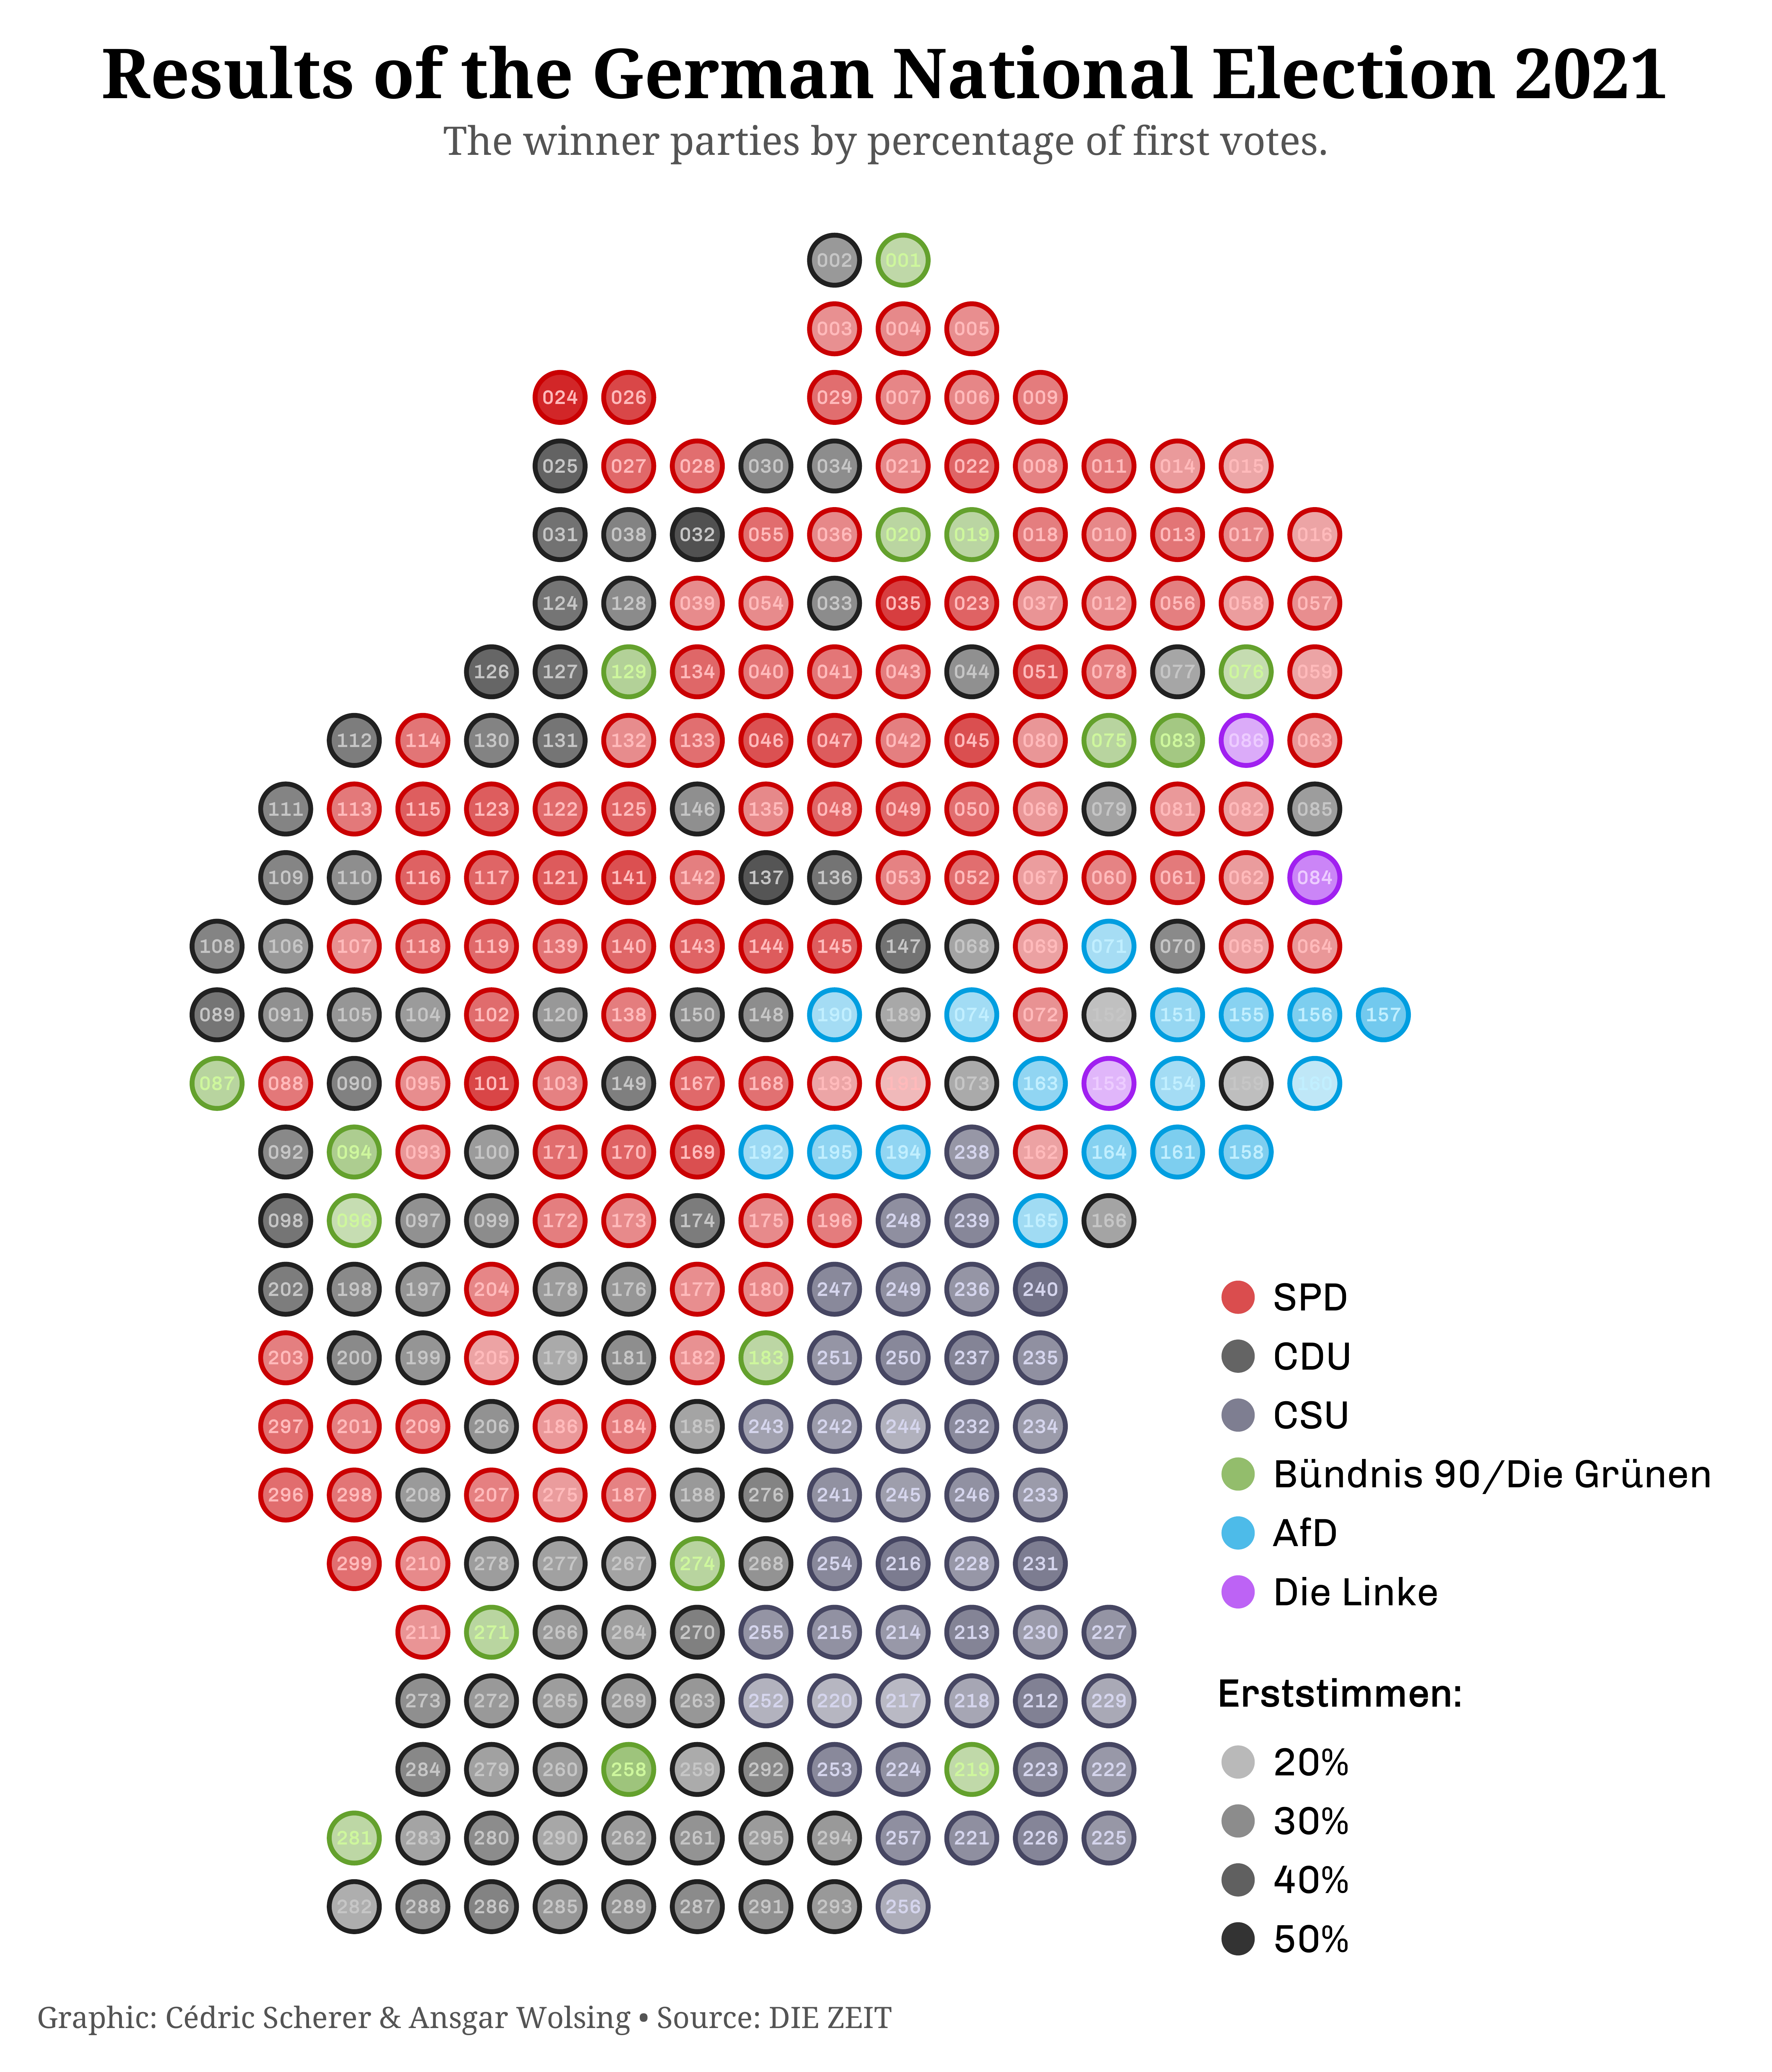 Results of the German National Election 2021
The winner parties by percentage of first votes.
002 001
003 004 005
024 026 029 007 006 009
025 027 028 030 034 021 022 008 011 014 015
031 038 032 055 036 020 019 018 010 013 017 016
124 128 039 054 033 035 023 037 012 056 058 057
126 127 129 134 040 041 043 044 051 078 077 076 059
112 114 130 131 132 133 046 047 042 045 080 075 083 086 063
111 113 115 123 122 125 146 135 048 049 050 066 079 081 082 085
109 110 116 117 121 141 142 137 136 053 052 067 060 061 062 084
108 106 107 118 119 139 140 143 144 145 147 068 069 071 070 065 064
089 091 105 104 102 120 138 150 148 190 189 074 072 151 155 156 157
087 088 090 095 101 103 149 167 168 193 073 163 153 154
092 094 093 100 171 170 169 192 195 194 238 162 164 161 158
098 096 097 099 172 173 174 175 196 248 239 165 166
202 198 197 204 178 176 177 180 247 249 236 240
SPD
203 200 199 205 179 181 182 183 251 250 237 235
CDU
297 201 209 206 186 184 185 243 242 244 232 234
CSU
296 298 208 207 275 187 188 276 241 245 246 233
Bündnis 90/Die Grünen
299 210 278 277 267 274 268 254 216 228 231
AfD
Die Linke
211 271 266 264 270 255 215 214 213 230 227
273 272 265 269 263 252 220 217 218 212 229
Erststimmen:
284 279 260 258 259 292 253 224 219 223 222
20%
281 283 280 290 262 261 295 294 257 221 226 225
30%
282 288 286 285 289 287 291 293 256
40%
50%
Graphic: Cédric Scherer & Ansgar Wolsing • Source: DIE ZEIT